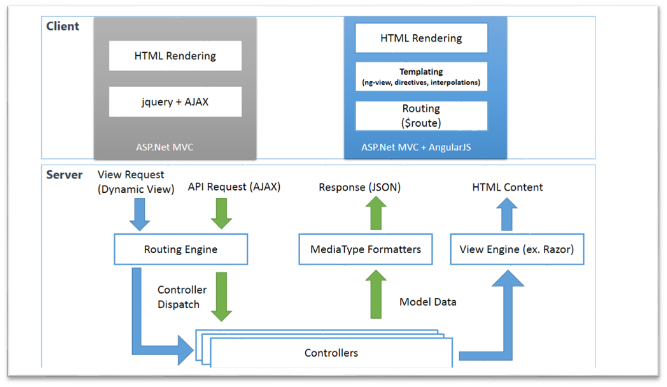 Client
HTML Rendering
jquery + AJAX
ASP.Net MVC
HTML Rendering
Templating
(ng-view, directives, interpolations)
Routing
($route)
ASP.Net MVC + AngularJS
Server
View Request
(Dynamic View)
API Request (AJAX)
Response (JSON)
HTML Content
Routing Engine
MediaType Formatters
View Engine (ex. Razor)
Controller
Dispatch
Model Data
Controllers